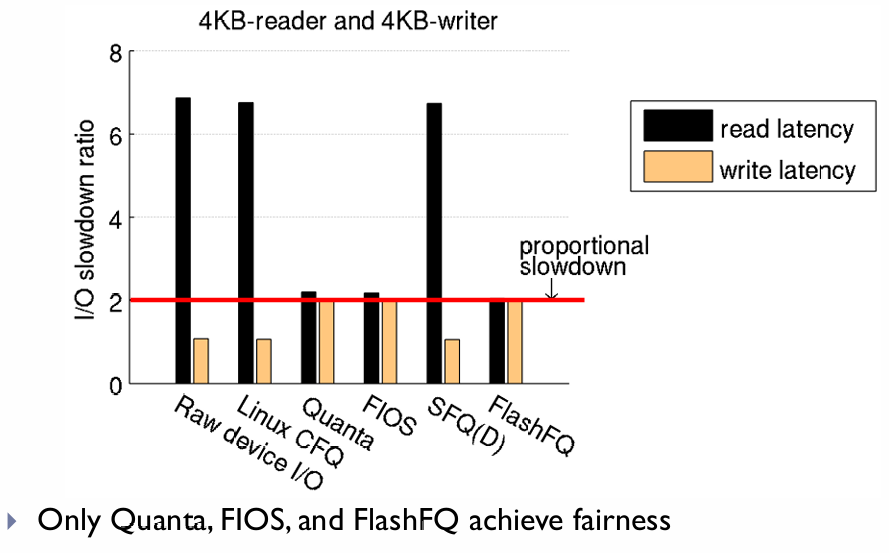 4KB-reader and 4KB-writer
8
6
4
2
0
I/O slowdown ratio
read latency
write latency
proportional
slowdown
Raw device I/O
Linux CFQ
Quanta
FIOS
SFQ(D)
FlashFQ
Only Quanta, FIOS, and FlashFQ achieve fairness